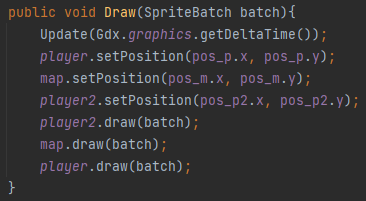 public void Draw(SpriteBatch batch){
Update(Gdx.graphics.getDeltaTime());
player.setPosition(pos_p.x, pos_p.y);
map.setPosition(pos_m.x, pos_m.y);
player2.setPosition(pos_p2.x, pos_p2.y);
player2.draw(batch);
map.draw(batch);
player.draw(batch);
}